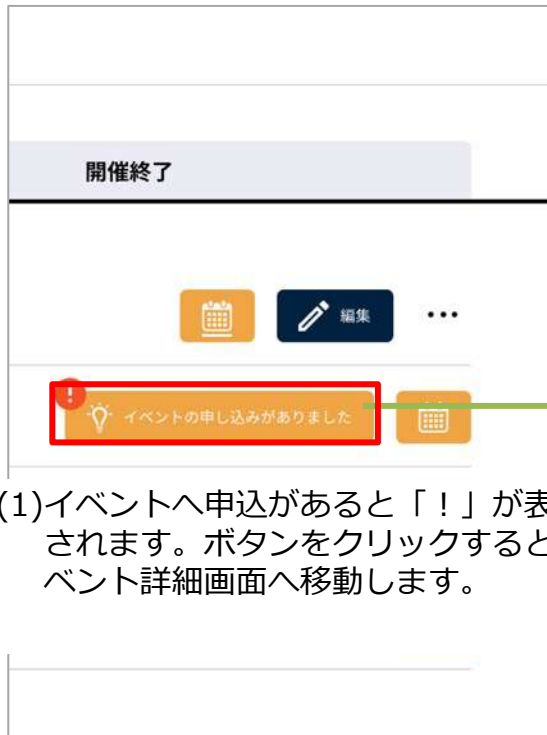 開催終了
編集
!
イベントの申し込みがありました
(1)イベントへ申込があると「！」が表
されます。ボタンをクリックすると
ベント詳細画面へ移動します。